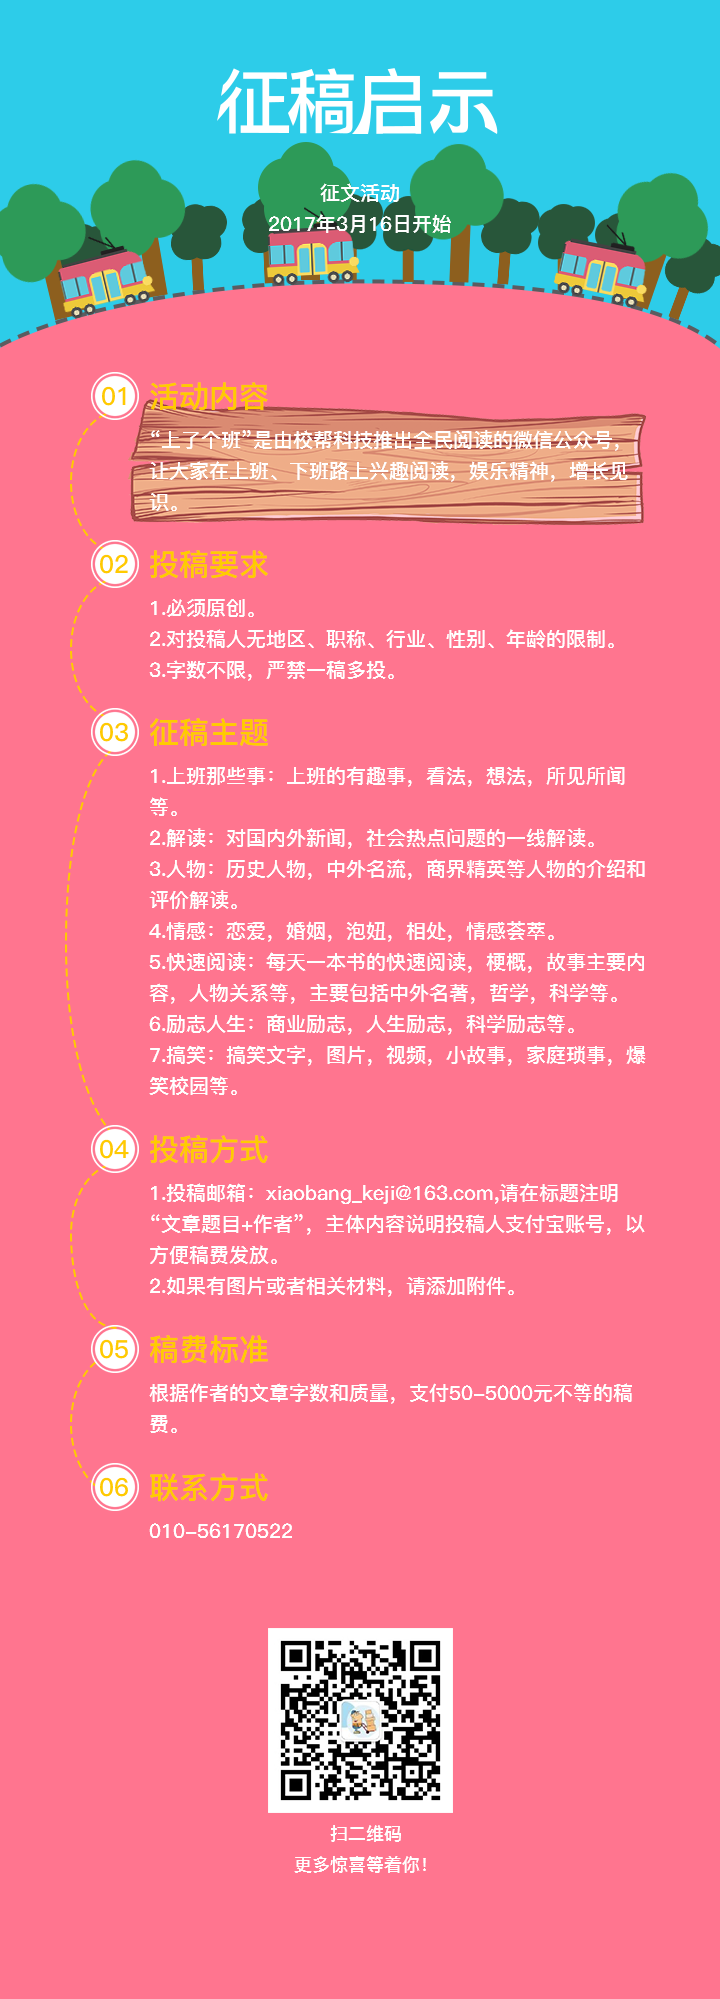 征稿启示
征文活动
2017年3月16日开始
01 活动内容
“上了个班”是由校帮科技推出全民阅读的微信公众号，
让大家在上班、下班路上兴趣阅读，娱乐精神，增长见
识。
02 投稿要求
1.必须原创。
2.对投稿人无地区、职称、行业、性别、年龄的限制。
3.字数不限，严禁一稿多投。
03 征稿主题
1.上班那些事：上班的有趣事，看法，想法，所见所闻
等。
2.解读：对国内外新闻，社会热点问题的一线解读。
3.人物：历史人物，中外名流，商界精英等人物的介绍和
评价解读。
4.情感：恋爱，婚姻，泡妞，相处，情感荟萃。
5.快速阅读：每天一本书的快速阅读，梗概，故事主要内
容，人物关系等，主要包括中外名著，哲学，科学等。
6.励志人生：商业励志，人生励志，科学励志等。
7.搞笑：搞笑文字，图片，视频，小故事，家庭琐事，爆
笑校园等。
04 投稿方式
1.投稿邮箱：xiaobang_keji@163.com,请在标题注明
“文章题目+作者”，主体内容说明投稿人支付宝账号，以
方便稿费发放。
2.如果有图片或者相关材料，请添加附件。
05 稿费标准
根据作者的文章字数和质量，支付50-5000元不等的稿
费。
06 联系方式
010-56170522
扫二维码
更多惊喜等着你！